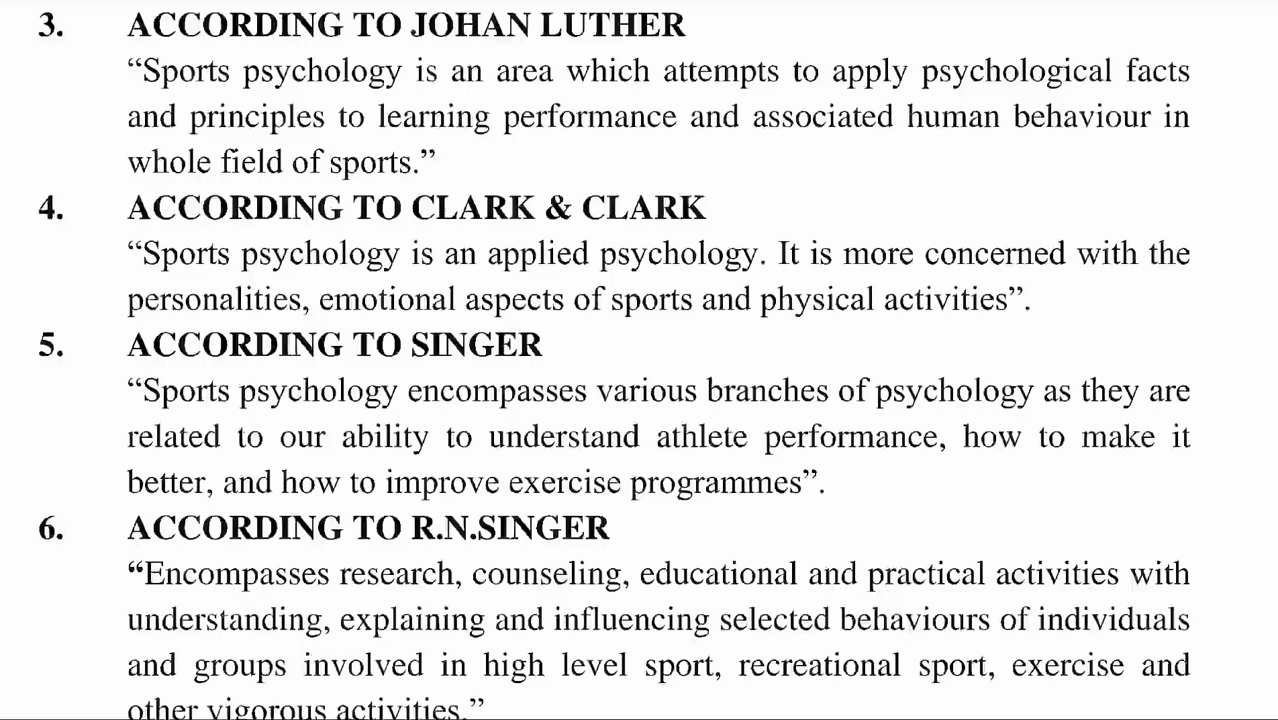 3. ACCORDING TO JOHAN LUTHER
“Sports psychology is an area which attempts to apply psychological facts
and principles to learning performance and associated human behaviour in
whole field of sports.”
4. ACCORDING TO CLARK & CLARK
“Sports psychology is an applied psychology. It is more concerned with the
personalities, emotional aspects of sports and physical activities”.
5. ACCORDING TO SINGER
“Sports psychology encompasses various branches of psychology as they are
related to our ability to understand athlete performance, how to make it
better, and how to improve exercise programmes”.
6. ACCORDING TO R.N.SINGER
“Encompasses research, counseling, educational and practical activities with
understanding, explaining and influencing selected behaviours of individuals
and groups involved in high level sport, recreational sport, exercise and
other vigorous activities.”